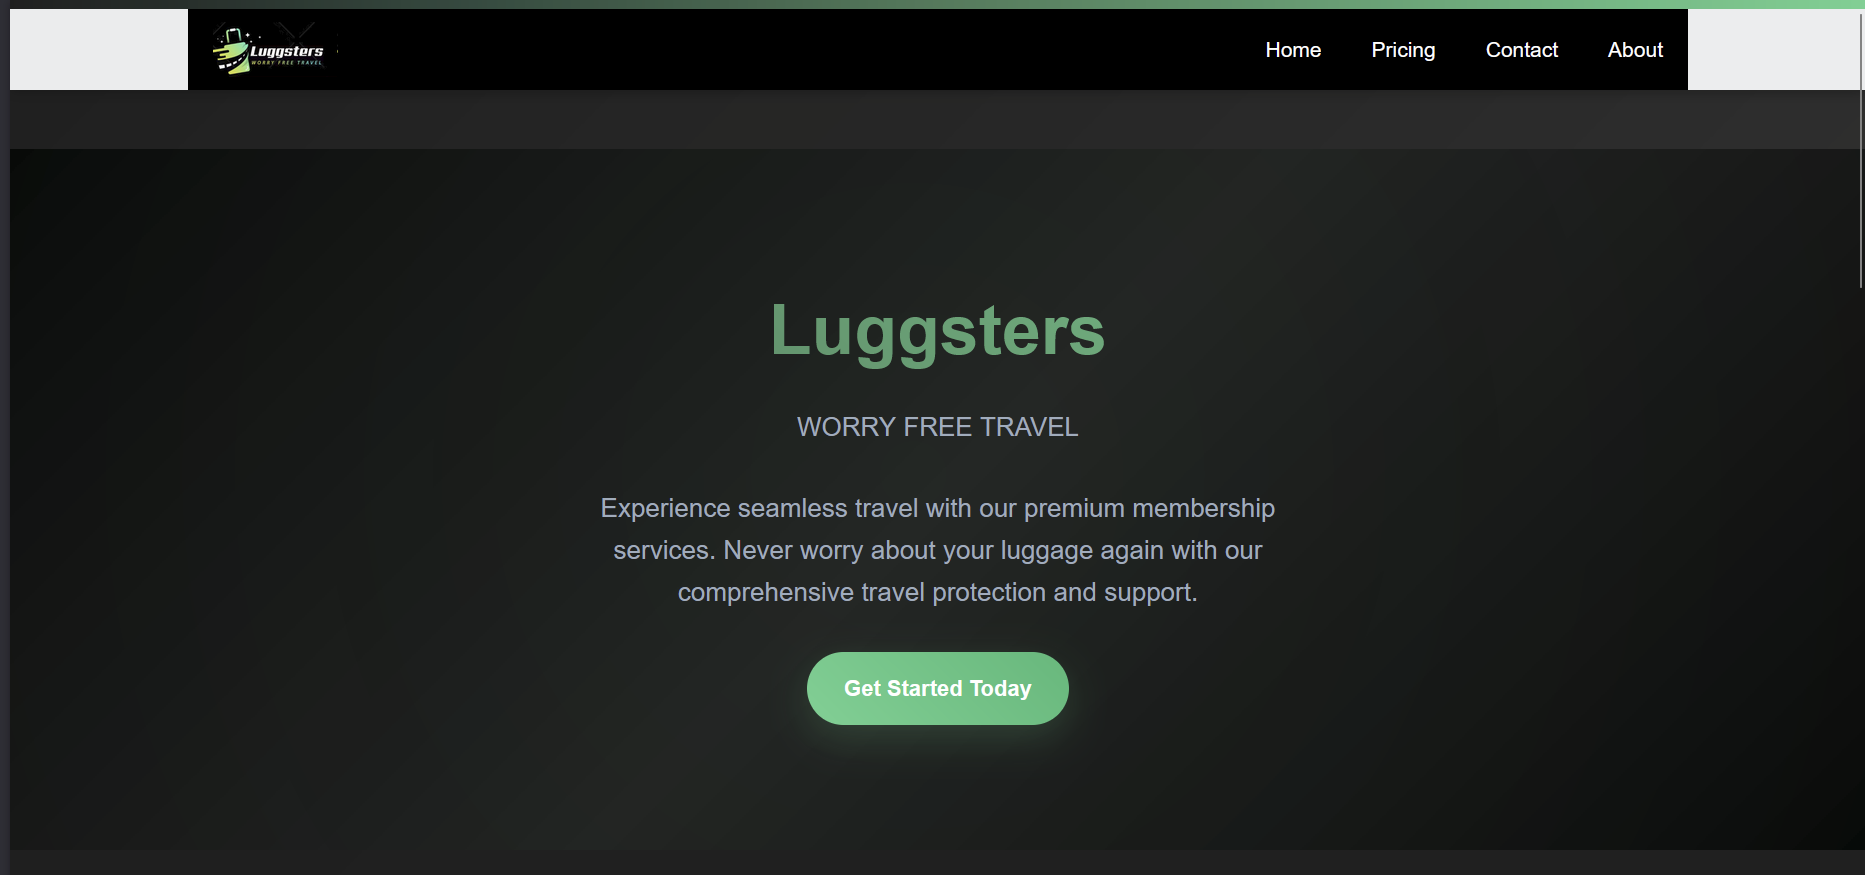 Luggsters
WORRY FREE TRAVEL
Home Pricing Contact About
Luggsters
WORRY FREE TRAVEL
Experience seamless travel with our premium membership
services. Never worry about your luggage again with our
comprehensive travel protection and support.
Get Started Today